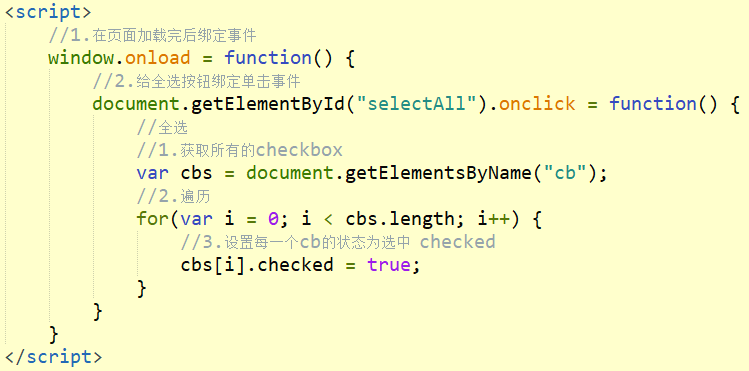 <script>
//1.在页面加载完后绑定事件
window.onload = function() {
//2.给全选按钮绑定单击事件
document.getElementById("selectAll").onclick = function() {
//全选
//1.获取所有的checkbox
var cbs = document.getElementsByName("cb");
//2.遍历
for(var i = 0; i < cbs.length; i++) {
//3.设置每一个cb的状态为选中 checked
cbs[i].checked = true;
}
}
}
</script>